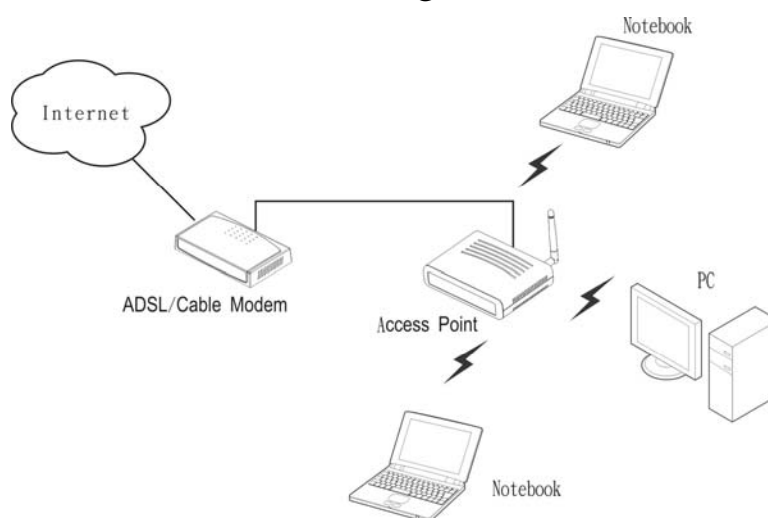 Notebook
Internet
PC
ADSL/Cable Modem
Access Point
Notebook